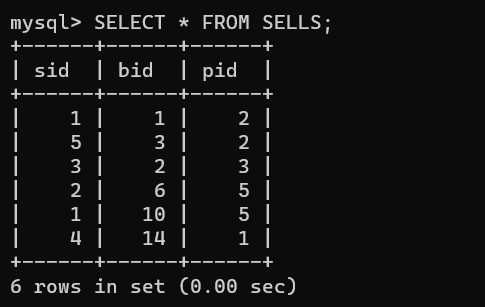 mysql> SELECT * FROM SELLS;
+------+------+------+
| sid  | bid  | pid  |
+------+------+------+
|    1 |    1 |    2 |
|    5 |    3 |    2 |
|    3 |    2 |    3 |
|    2 |    6 |    5 |
|    1 |   10 |    5 |
|    4 |   14 |    1 |
+------+------+------+
6 rows in set (0.00 sec)